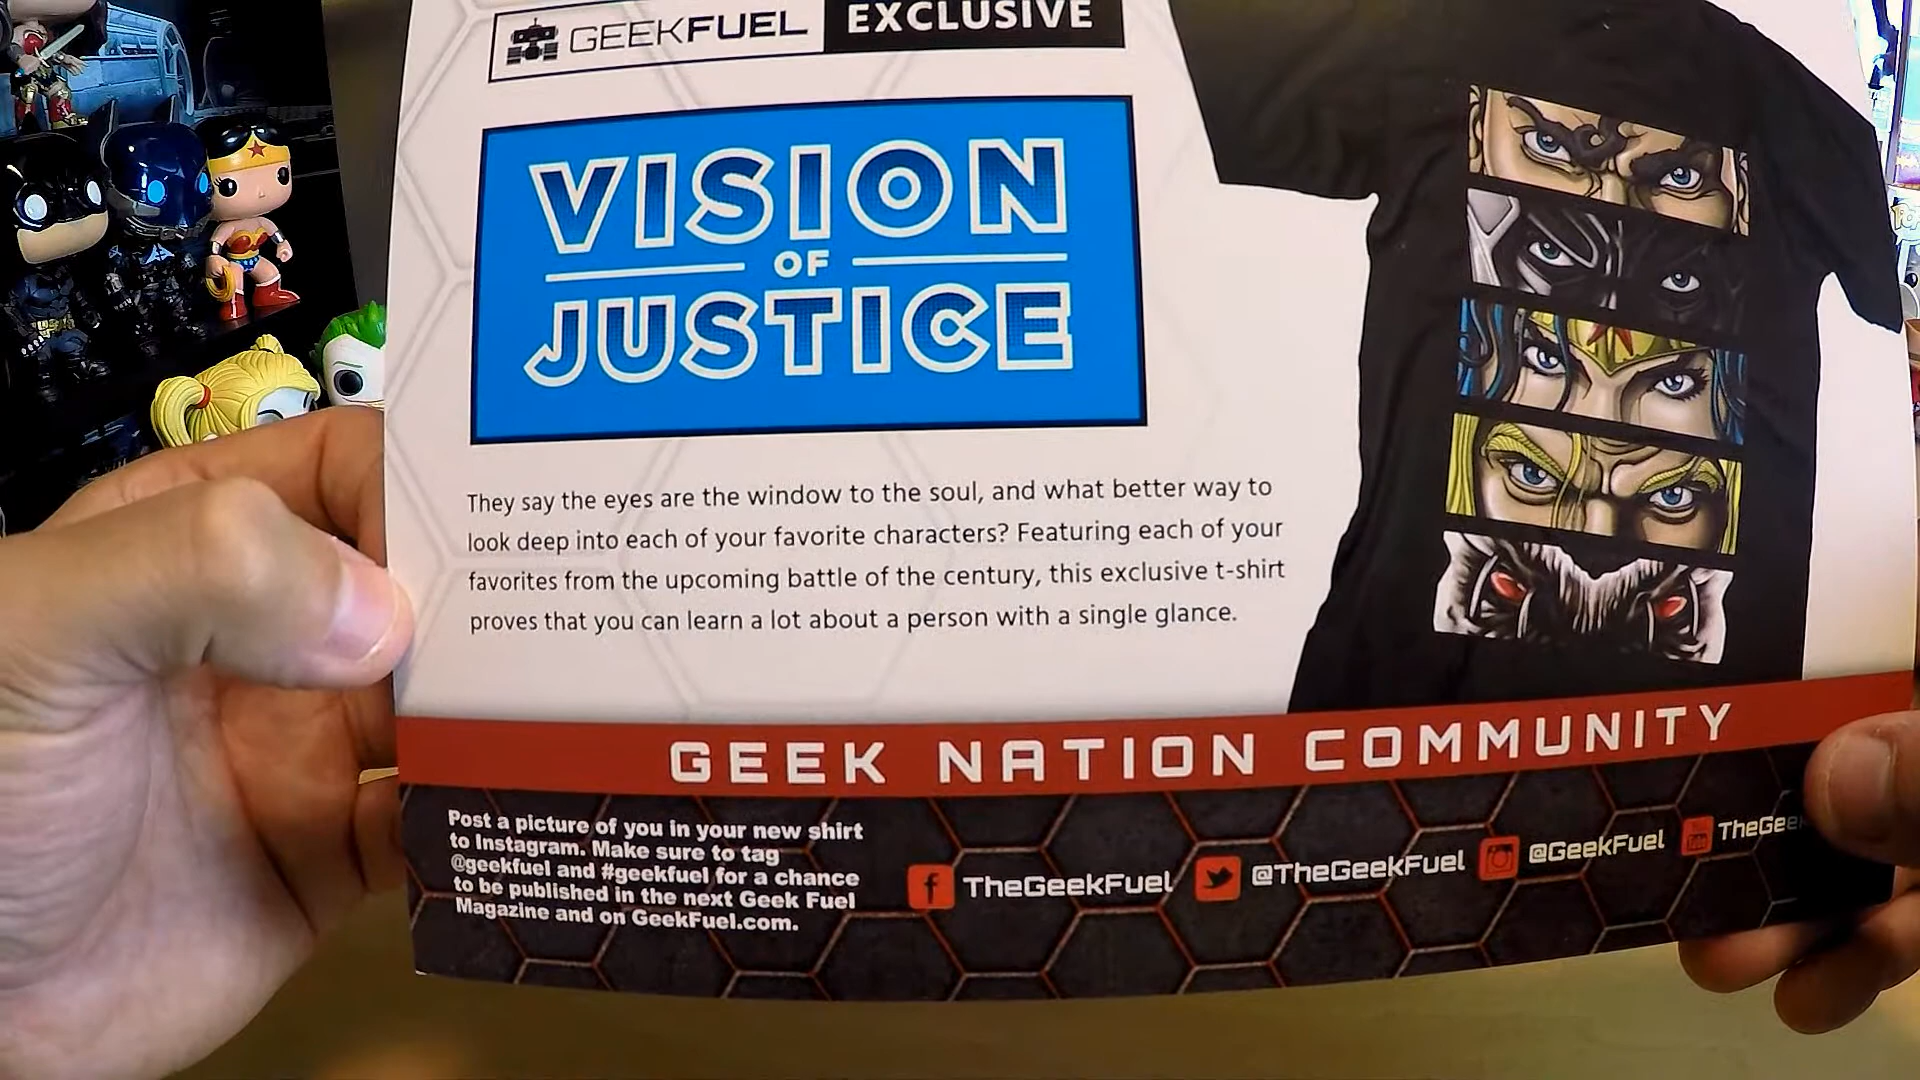 GEEKFUEL EXCLUSIVE
VISION
OF
JUSTICE
They say the eyes are the window to the soul, and what better way to
look deep into each of your favorite characters? Featuring each of your
favorites from the upcoming battle of the century, this exclusive t-shirt
proves that you can learn a lot about a person with a single glance.
GEEK NATION COMMUNITY
Post a picture of you in your new shirt
to Instagram. Make sure to tag
@geekfuel and #geekfuel for a chance
to be published in the next Geek Fuel
Magazine and on GeekFuel.com.
f TheGeekFuel @TheGeekFuel @GeekFuel TheGee